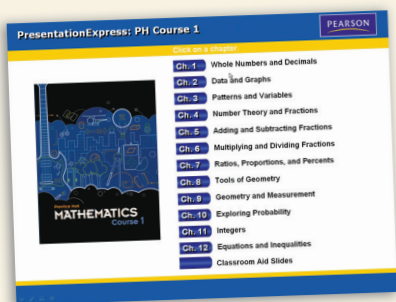 PresentationExpress: PH Course 1
PEARSON
Click on a chapter
Ch. 1 Whole Numbers and Decimals
Ch. 2 Data and Graphs
Ch. 3 Patterns and Variables
Ch. 4 Number Theory and Fractions
Ch. 5 Adding and Subtracting Fractions
Ch. 6 Multiplying and Dividing Fractions
Ch. 7 Ratios, Proportions, and Percents
Ch. 8 Tools of Geometry
Ch. 9 Geometry and Measurement
Ch. 10 Exploring Probability
Ch. 11 Integers
Ch. 12 Equations and Inequalities
Classroom Aid Slides
Prentice Hall
MATHEMATICS
Course 1